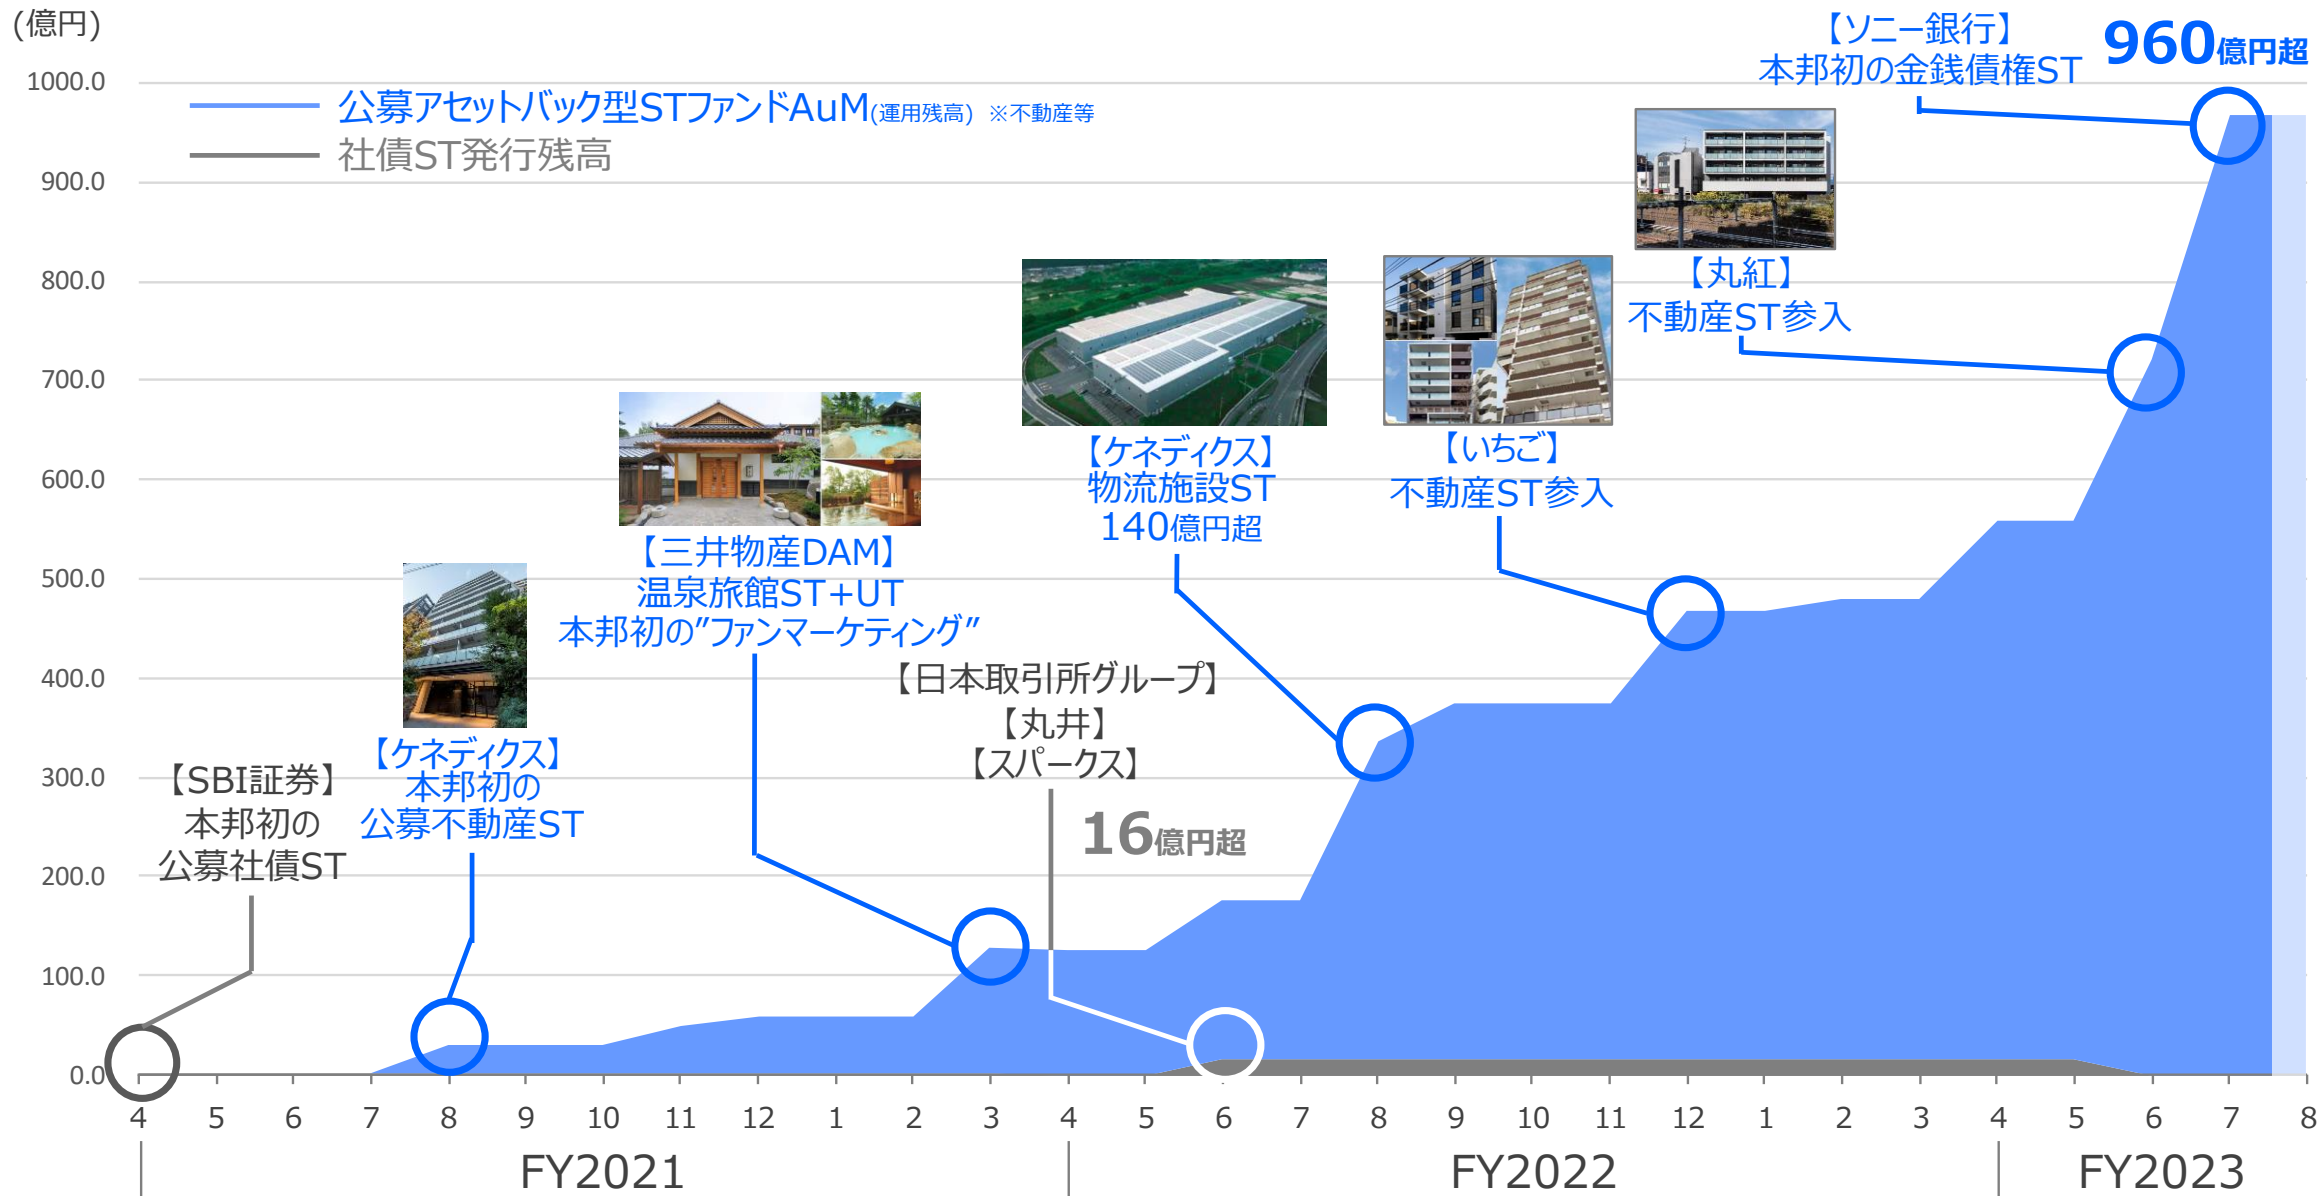 (億円)
1000.0
900.0
800.0
700.0
600.0
500.0
400.0
300.0
200.0
100.0
0.0
公募アセットバック型STファンドAuM(運用残高) ※不動産等
社債ST発行残高
【SBI証券】
本邦初の
公募社債ST
【ケネディクス】
本邦初の
公募不動産ST
【三井物産DAM】
温泉旅館ST+UT
本邦初の”ファンマーケティング”
【日本取引所グループ】
【丸井】
【スパークス】
16億円超
【ケネディクス】
物流施設ST
140億円超
【いちご】
不動産ST参入
【丸紅】
不動産ST参入
【ソニー銀行】
本邦初の金銭債権ST
960億円超
4 5 6 7 8 9 10 11 12 1 2 3 4 5 6 7 8 9 10 11 12 1 2 3 4 5 6 7 8
FY2021 FY2022 FY2023